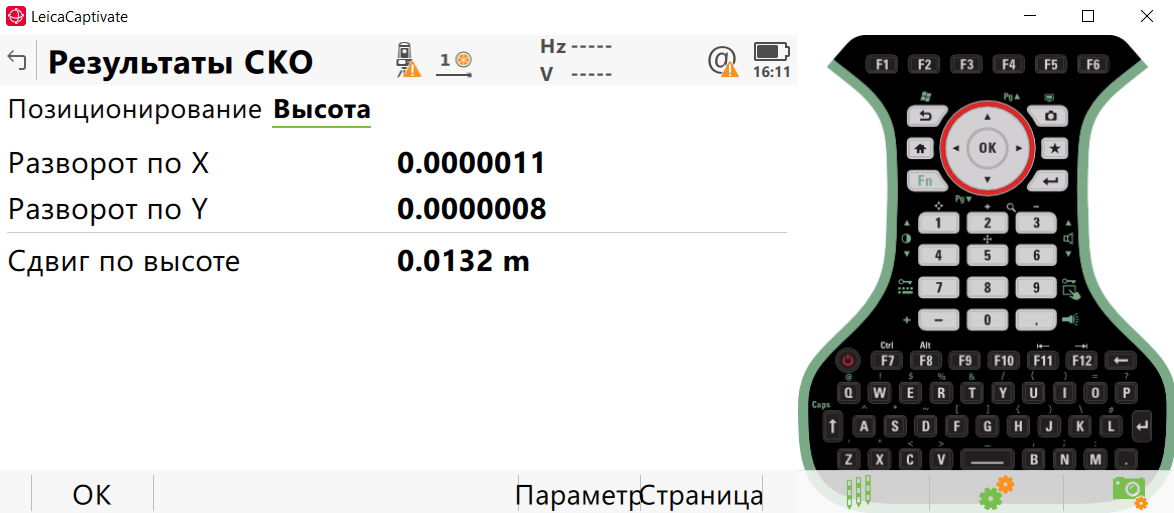 LeicaCaptivate
Результаты СКО
1
Hz -----
V -----
@
16:11
Позиционирование Высота
Разворот по X 0.0000011
Разворот по Y 0.0000008
Сдвиг по высоте 0.0132 m
OK Параметр Страница
F1 F2 F3 F4 F5 F6
Pg▲
OK
Fn
Pg▼
+ -
1 2 3
4 5 6
7 8 9
+ - 0 .
Ctrl Alt
F7 F8 F9 F10 F11 F12
@ ! $ % & / ( ) = ?
Q W E R T Y U I O P
Caps ^ * ~ [ ] { } \ #
A S D F G H J K L
' " < > _ , ; :
Z X C V B N M .